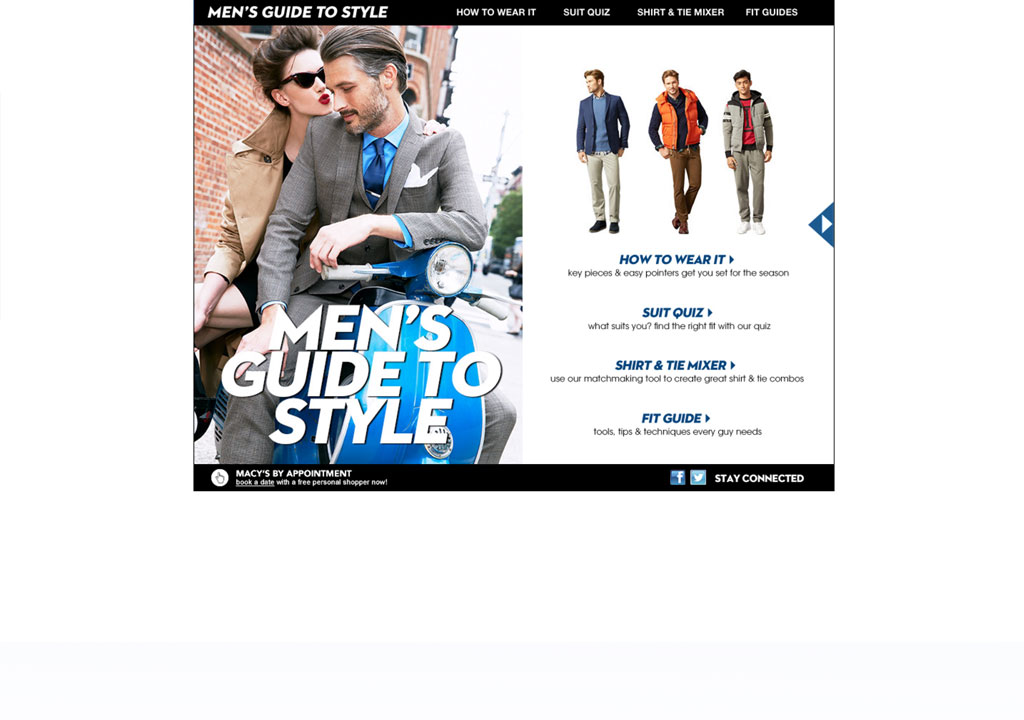 MEN'S GUIDE TO STYLE
HOW TO WEAR IT
SUIT QUIZ
SHIRT & TIE MIXER
FIT GUIDES
MEN'S
GUIDE TO
STYLE
HOW TO WEAR IT
key pieces & easy pointers get you set for the season
SUIT QUIZ
what suits you? find the right fit with our quiz
SHIRT & TIE MIXER
use our matchmaking tool to create great shirt & tie combos
FIT GUIDE
tools, tips & techniques every guy needs
MACY'S BY APPOINTMENT
book a date with a free personal shopper now!
STAY CONNECTED